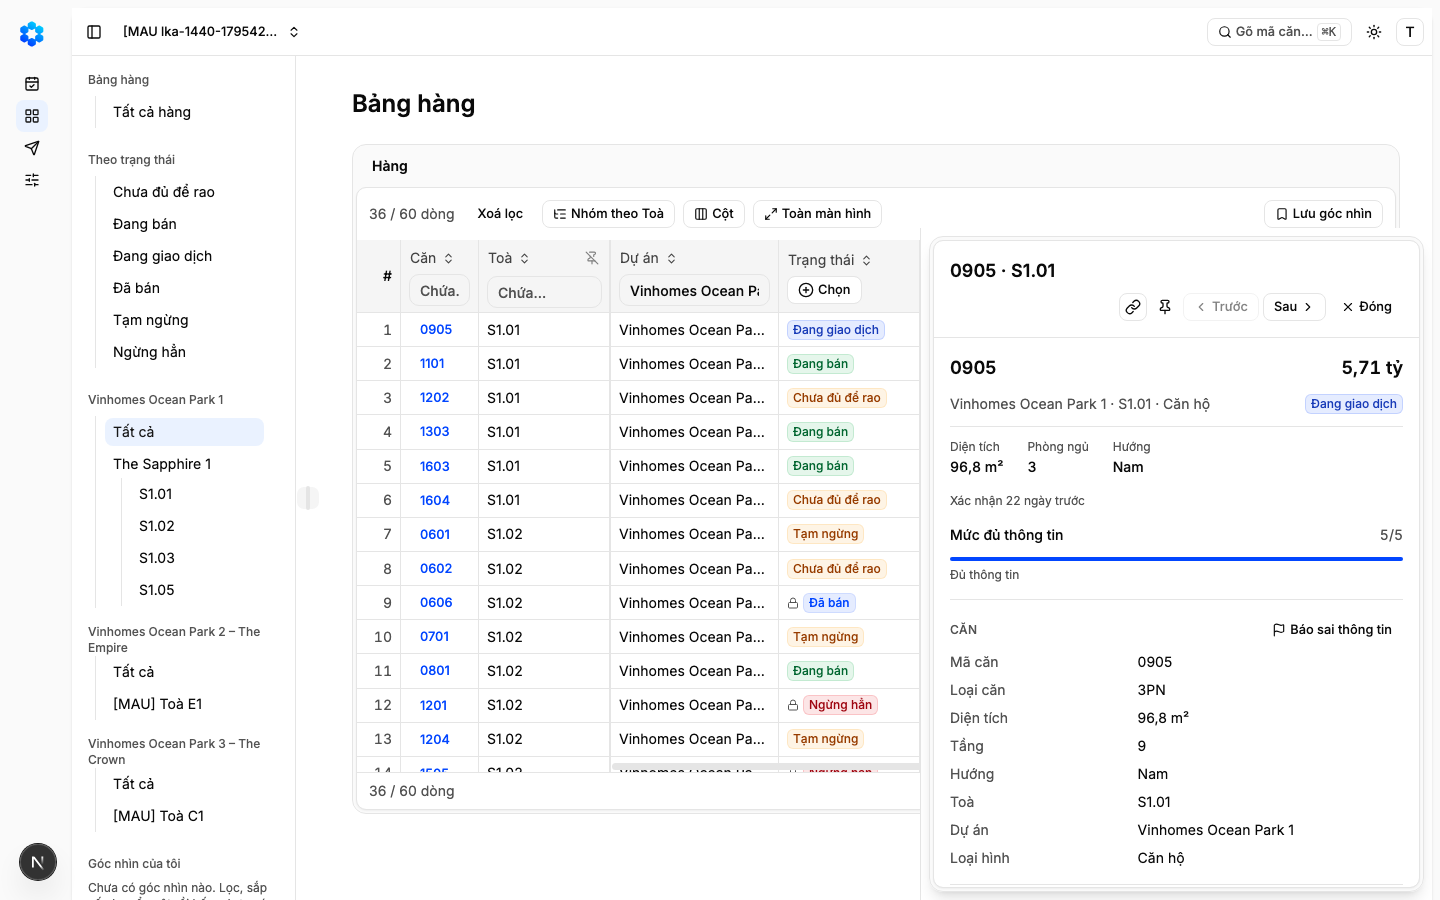 [MAU lka-1440-179542...
Gõ mã căn... ⌘K
T
Bảng hàng
Tất cả hàng
Theo trạng thái
Chưa đủ để rao
Đang bán
Đang giao dịch
Đã bán
Tạm ngừng
Ngừng hẳn
Vinhomes Ocean Park 1
Tất cả
The Sapphire 1
S1.01
S1.02
S1.03
S1.05
Vinhomes Ocean Park 2 – The
Empire
Tất cả
[MAU] Toà E1
Vinhomes Ocean Park 3 – The
Crown
Tất cả
[MAU] Toà C1
Góc nhìn của tôi
Chưa có góc nhìn nào. Lọc, sắp
N
Bảng hàng
Hàng
36 / 60 dòng Xoá lọc Nhóm theo Toà Cột Toàn màn hình Lưu góc nhìn
# Căn Toà Dự án Trạng thái
Chứa. Chứa... Vinhomes Ocean Pa Chọn
1 0905 S1.01 Vinhomes Ocean Pa... Đang giao dịch
2 1101 S1.01 Vinhomes Ocean Pa... Đang bán
3 1202 S1.01 Vinhomes Ocean Pa... Chưa đủ để rao
4 1303 S1.01 Vinhomes Ocean Pa... Đang bán
5 1603 S1.01 Vinhomes Ocean Pa... Đang bán
6 1604 S1.01 Vinhomes Ocean Pa... Chưa đủ để rao
7 0601 S1.02 Vinhomes Ocean Pa... Tạm ngừng
8 0602 S1.02 Vinhomes Ocean Pa... Chưa đủ để rao
9 0606 S1.02 Vinhomes Ocean Pa... Đã bán
10 0701 S1.02 Vinhomes Ocean Pa... Tạm ngừng
11 0801 S1.02 Vinhomes Ocean Pa... Đang bán
12 1201 S1.02 Vinhomes Ocean Pa... Ngừng hẳn
13 1204 S1.02 Vinhomes Ocean Pa... Tạm ngừng
36 / 60 dòng
0905 · S1.01
Trước Sau Đóng
0905 5,71 tỷ
Vinhomes Ocean Park 1 · S1.01 · Căn hộ Đang giao dịch
Diện tích Phòng ngủ Hướng
96,8 m² 3 Nam
Xác nhận 22 ngày trước
Mức đủ thông tin 5/5
Đủ thông tin
CĂN Báo sai thông tin
Mã căn 0905
Loại căn 3PN
Diện tích 96,8 m²
Tầng 9
Hướng Nam
Toà S1.01
Dự án Vinhomes Ocean Park 1
Loại hình Căn hộ